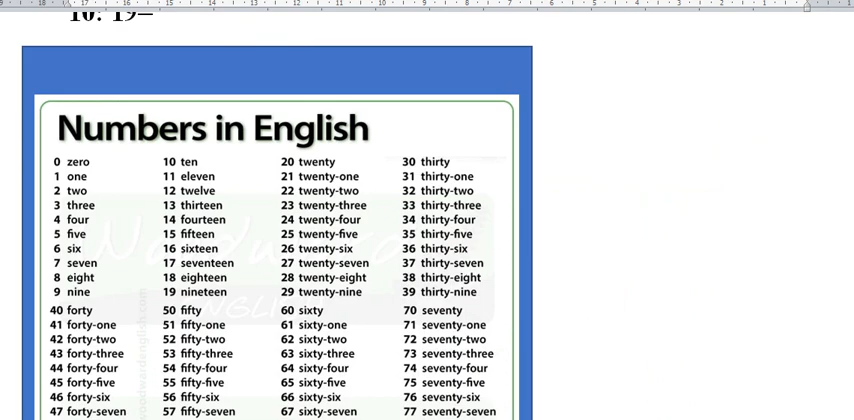 10: 19=
Numbers in English
0 zero 10 ten 20 twenty 30 thirty
1 one 11 eleven 21 twenty-one 31 thirty-one
2 two 12 twelve 22 twenty-two 32 thirty-two
3 three 13 thirteen 23 twenty-three 33 thirty-three
4 four 14 fourteen 24 twenty-four 34 thirty-four
5 five 15 fifteen 25 twenty-five 35 thirty-five
6 six 16 sixteen 26 twenty-six 36 thirty-six
7 seven 17 seventeen 27 twenty-seven 37 thirty-seven
8 eight 18 eighteen 28 twenty-eight 38 thirty-eight
9 nine 19 nineteen 29 twenty-nine 39 thirty-nine
40 forty 50 fifty 60 sixty 70 seventy
41 forty-one 51 fifty-one 61 sixty-one 71 seventy-one
42 forty-two 52 fifty-two 62 sixty-two 72 seventy-two
43 forty-three 53 fifty-three 63 sixty-two 73 seventy-three
44 forty-four 54 fifty-four 64 sixty-four 74 seventy-four
45 forty-five 55 fifty-five 65 sixty-five 75 seventy-five
46 forty-six 56 fifty-six 66 sixty-six 76 seventy-six
47 forty-seven 57 fifty-seven 67 sixty-seven 77 seventy-seven